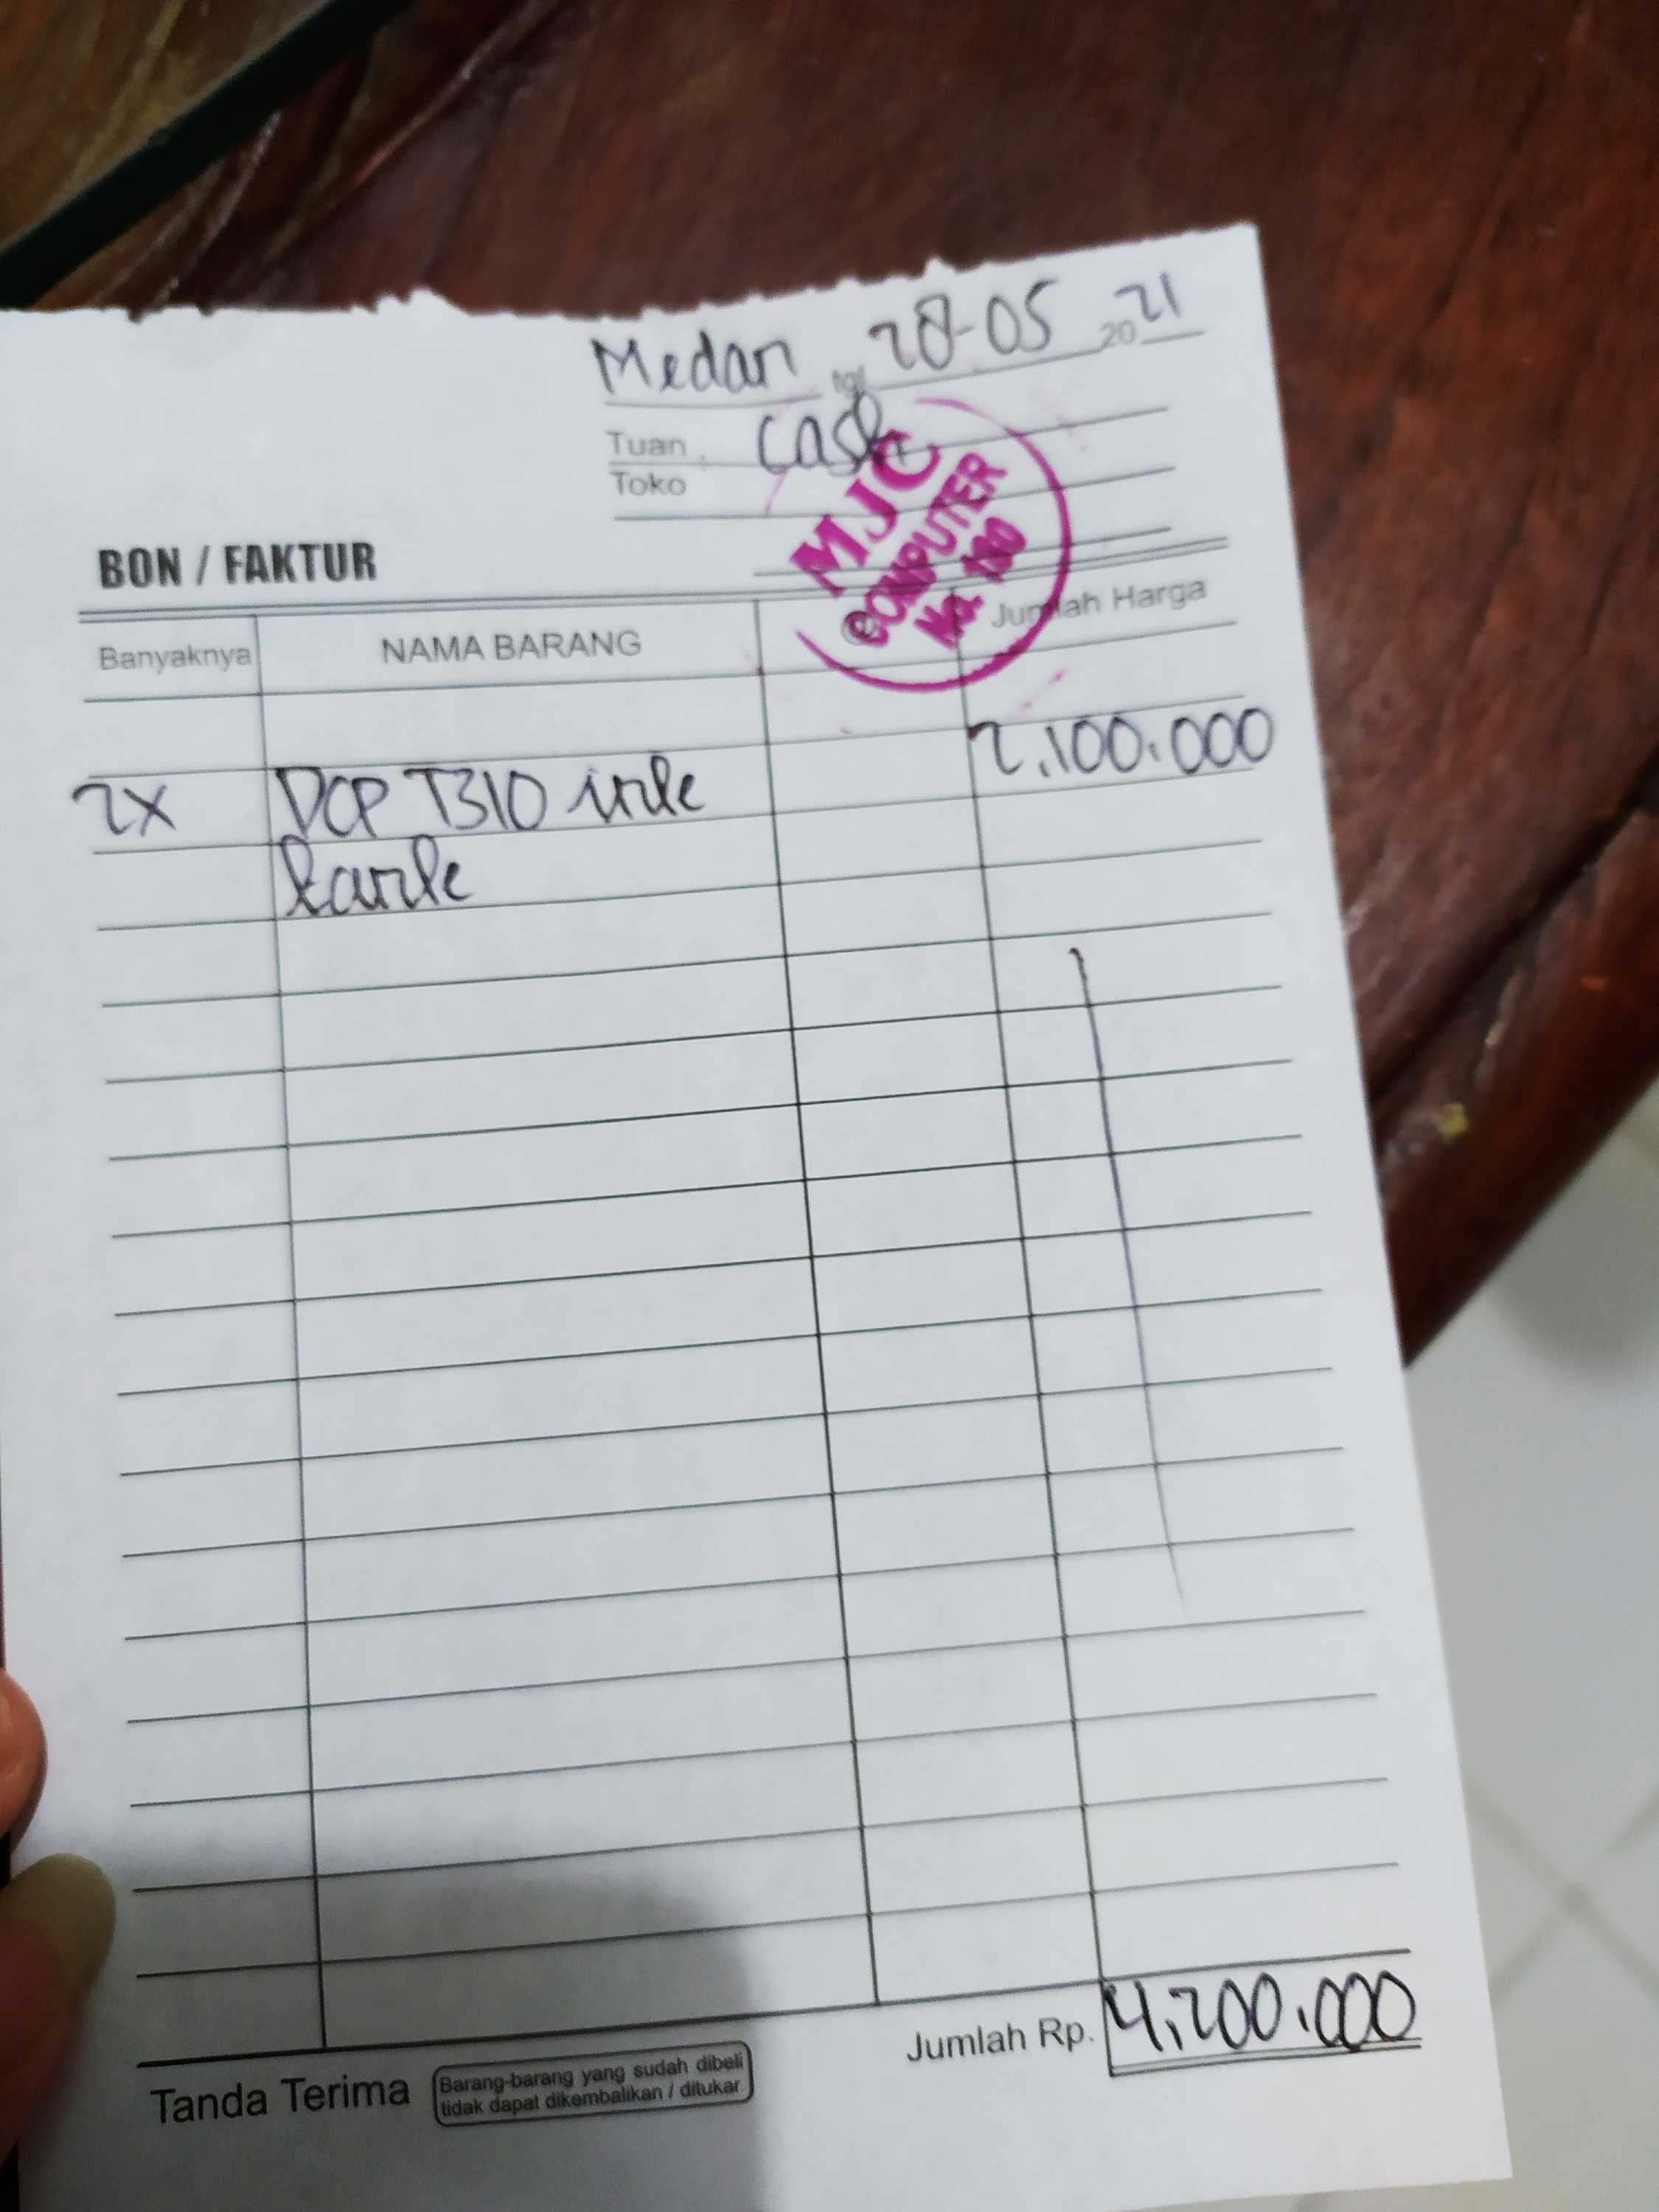 Medan, tgl 28-05 2021
Tuan Cash
Toko
MJC
COMPUTER
No. 100
BON / FAKTUR
Banyaknya NAMA BARANG @ Jumlah Harga
2x DCP T310 ink 2.100.000
tank
Jumlah Rp. 4.200.000
Tanda Terima
Barang-barang yang sudah dibeli
tidak dapat dikembalikan / ditukar